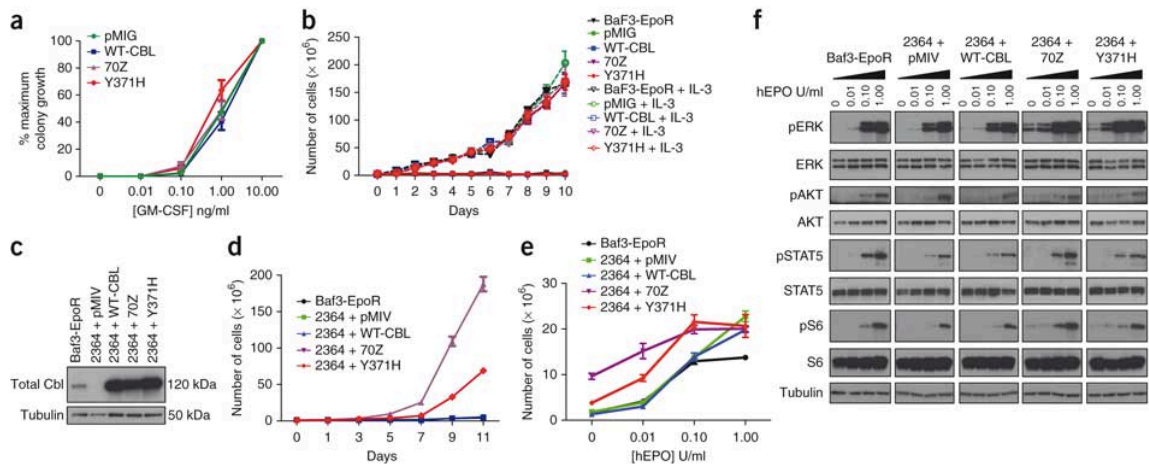 a
pMIG
WT-CBL
70Z
Y371H
% maximum
colony growth
100
80
60
40
20
0
0 0.01 0.10 1.00 10.00
[GM-CSF] ng/ml
b
Number of cells (× 10⁶)
300
200
100
0
0 1 2 3 4 5 6 7 8 9 10
Days
BaF3-EpoR
pMIG
WT-CBL
70Z
Y371H
BaF3-EpoR + IL-3
pMIG + IL-3
WT-CBL + IL-3
70Z + IL-3
Y371H + IL-3
c
Baf3-EpoR
2364 + pMIV
2364 + WT-CBL
2364 + 70Z
2364 + Y371H
Total Cbl 120 kDa
Tubulin 50 kDa
d
Number of cells (× 10⁶)
200
150
100
50
0
0 1 3 5 7 9 11
Days
Baf3-EpoR
2364 + pMIV
2364 + WT-CBL
2364 + 70Z
2364 + Y371H
e
Baf3-EpoR
2364 + pMIV
2364 + WT-CBL
2364 + 70Z
2364 + Y371H
Number of cells (× 10⁶)
30
20
10
0
0 0.01 0.10 1.00
[hEPO] U/ml
f
Baf3-EpoR
2364 +
pMIV
2364 +
WT-CBL
2364 +
70Z
2364 +
Y371H
hEPO U/ml
0 0.01 0.10 1.00 0 0.01 0.10 1.00 0 0.01 0.10 1.00 0 0.01 0.10 1.00 0 0.01 0.10 1.00
pERK
ERK
pAKT
AKT
pSTAT5
STAT5
pS6
S6
Tubulin